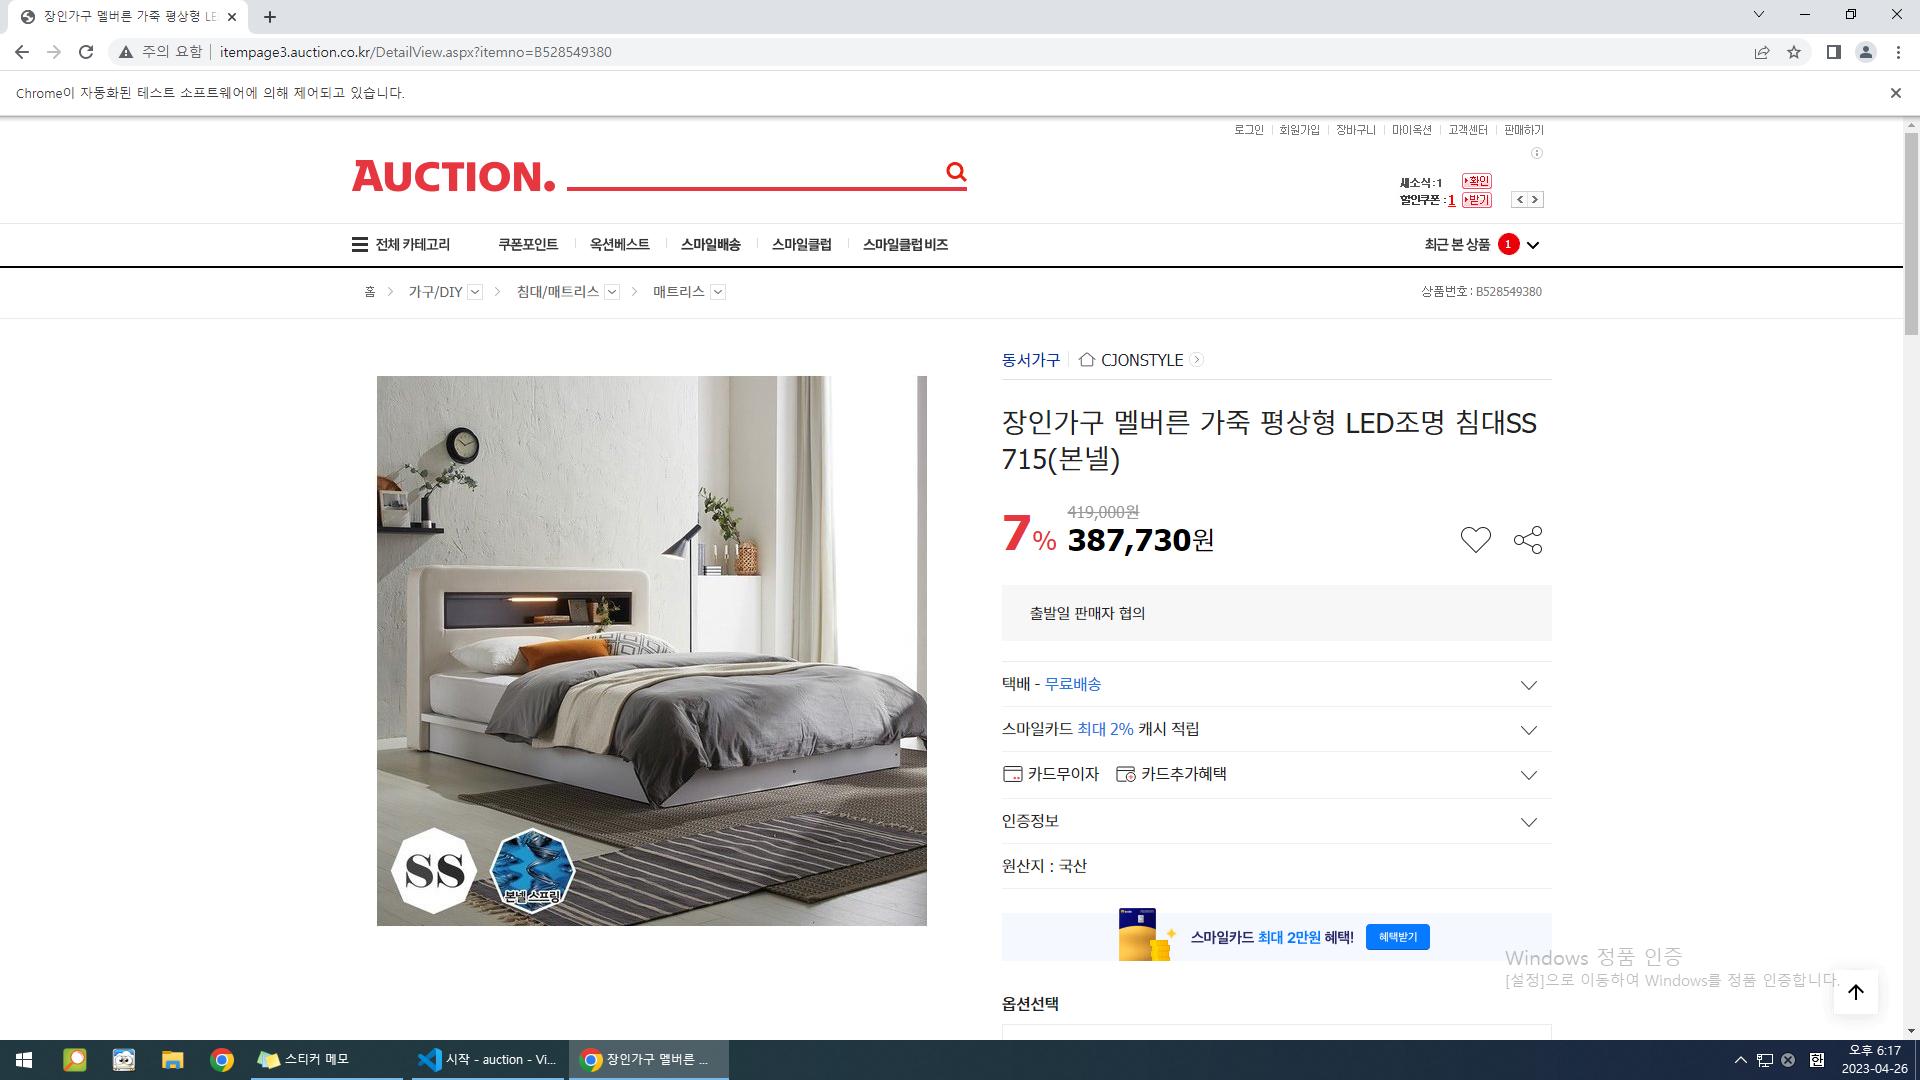 장인가구 멜버른 가죽 평상형 LE
주의 요함
itempage3.auction.co.kr/DetailView.aspx?itemno=B528549380
Chrome이 자동화된 테스트 소프트웨어에 의해 제어되고 있습니다.
로그인 회원가입 장바구니 마이옥션 고객센터 판매하기
AUCTION.
새소식:1 확인
할인쿠폰:1 받기
전체 카테고리 쿠폰포인트 옥션베스트 스마일배송 스마일클럽 스마일클럽 비즈 최근 본 상품 1
홈 > 가구/DIY > 침대/매트리스 > 매트리스 상품번호 : B528549380
동서가구 CJONSTYLE
장인가구 멜버른 가죽 평상형 LED조명 침대SS
715(본넬)
419,000원
7% 387,730원
출발일 판매자 협의
택배 - 무료배송
스마일카드 최대 2% 캐시 적립
카드무이자 카드추가혜택
인증정보
원산지 : 국산
SS
본넬 스프링
스마일카드 최대 2만원 혜택! 혜택받기
Windows 정품 인증
[설정]으로 이동하여 Windows를 정품 인증합니다.
옵션선택
스티커 메모
시작 - auction - Vi...
장인가구 멜버른 ...
한
오후 6:17
2023-04-26